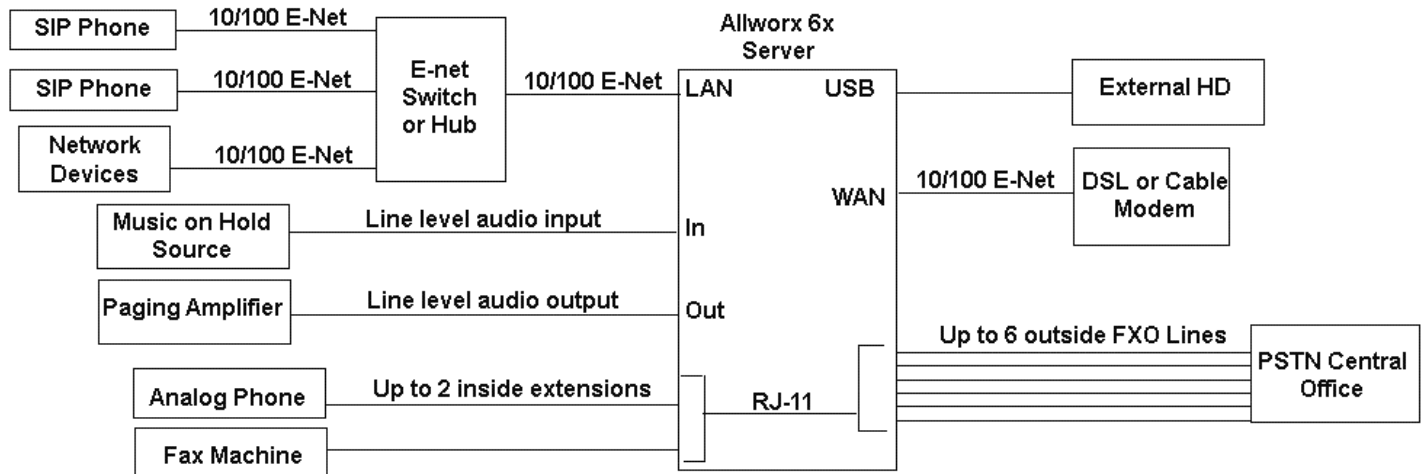 SIP Phone
10/100 E-Net
SIP Phone
10/100 E-Net
Network
Devices
10/100 E-Net
E-net
Switch
or Hub
10/100 E-Net
Allworx 6x
Server
LAN
USB
External HD
WAN
10/100 E-Net
DSL or Cable
Modem
Music on Hold
Source
Line level audio input
In
Paging Amplifier
Line level audio output
Out
Analog Phone
Up to 2 inside extensions
Fax Machine
RJ-11
Up to 6 outside FXO Lines
PSTN Central
Office